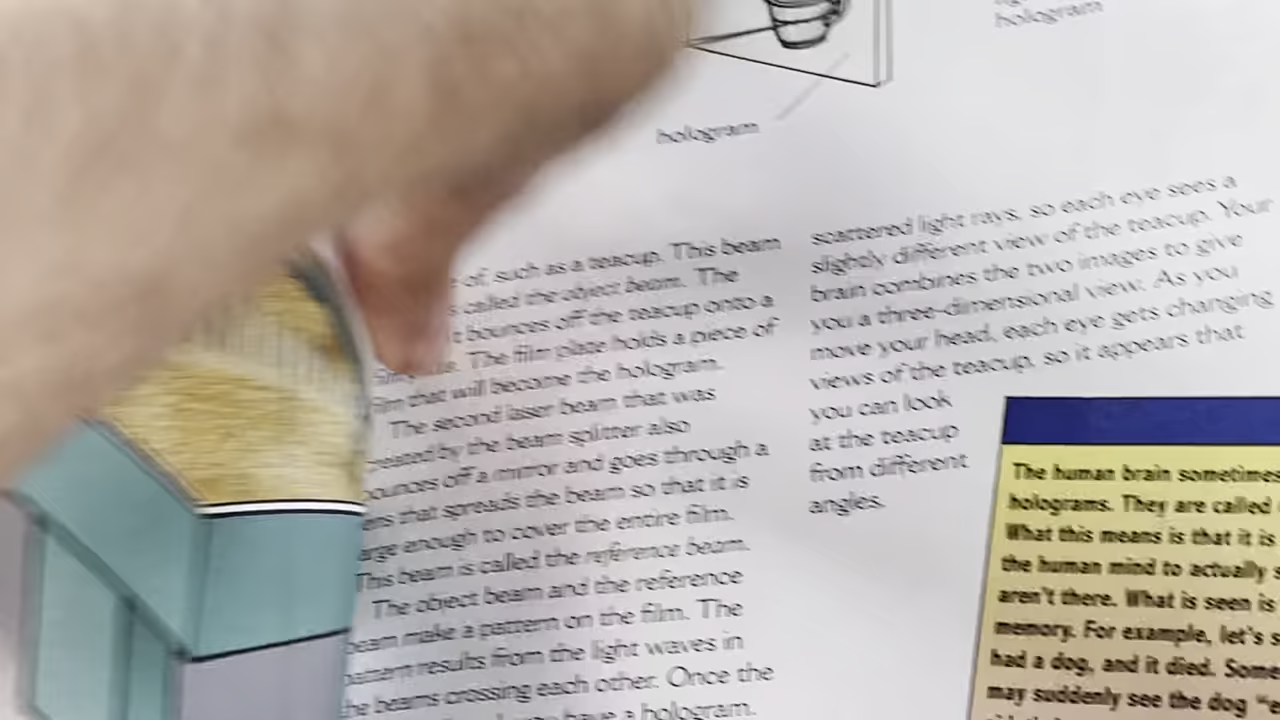 hologram
hologram
of, such as a teacup. This beam
called the object beam. The
bounces off the teacup onto a
The film plate holds a piece of
film that will become the hologram.
The second laser beam that was
created by the beam splitter also
bounces off a mirror and goes through a
lens that spreads the beam so that it is
large enough to cover the entire film.
This beam is called the reference beam.
The object beam and the reference
beam make a pattern on the film. The
pattern results from the light waves in
the beams crossing each other. Once the
have a hologram.
scattered light rays, so each eye sees a
slightly different view of the teacup. Your
brain combines the two images to give
you a three-dimensional view. As you
move your head, each eye gets changing
views of the teacup, so it appears that
you can look
at the teacup
from different
angles.
The human brain sometimes
holograms. They are called
What this means is that it is
the human mind to actually
aren't there. What is seen is
memory. For example, let's
had a dog, and it died. Some
may suddenly see the dog